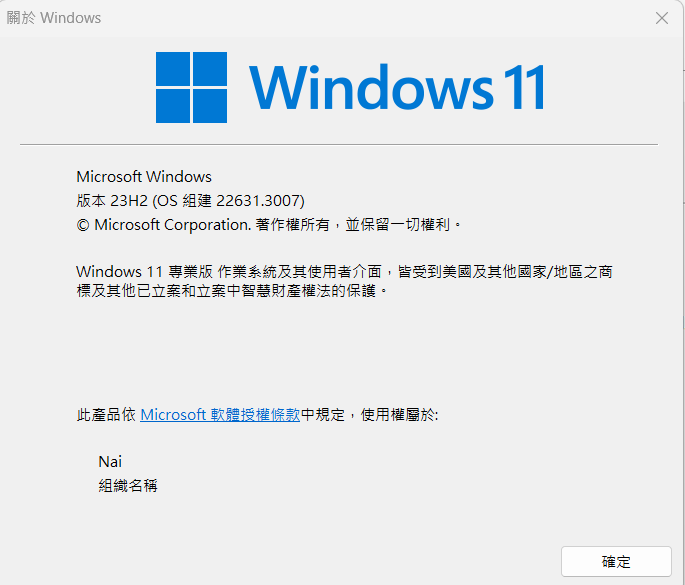 關於 Windows
Windows 11
Microsoft Windows
版本 23H2 (OS 組建 22631.3007)
© Microsoft Corporation. 著作權所有，並保留一切權利。
Windows 11 專業版 作業系統及其使用者介面，皆受到美國及其他國家/地區之商
標及其他已立案和立案中智慧財產權法的保護。
此產品依 Microsoft 軟體授權條款中規定，使用權屬於:
Nai
組織名稱
確定